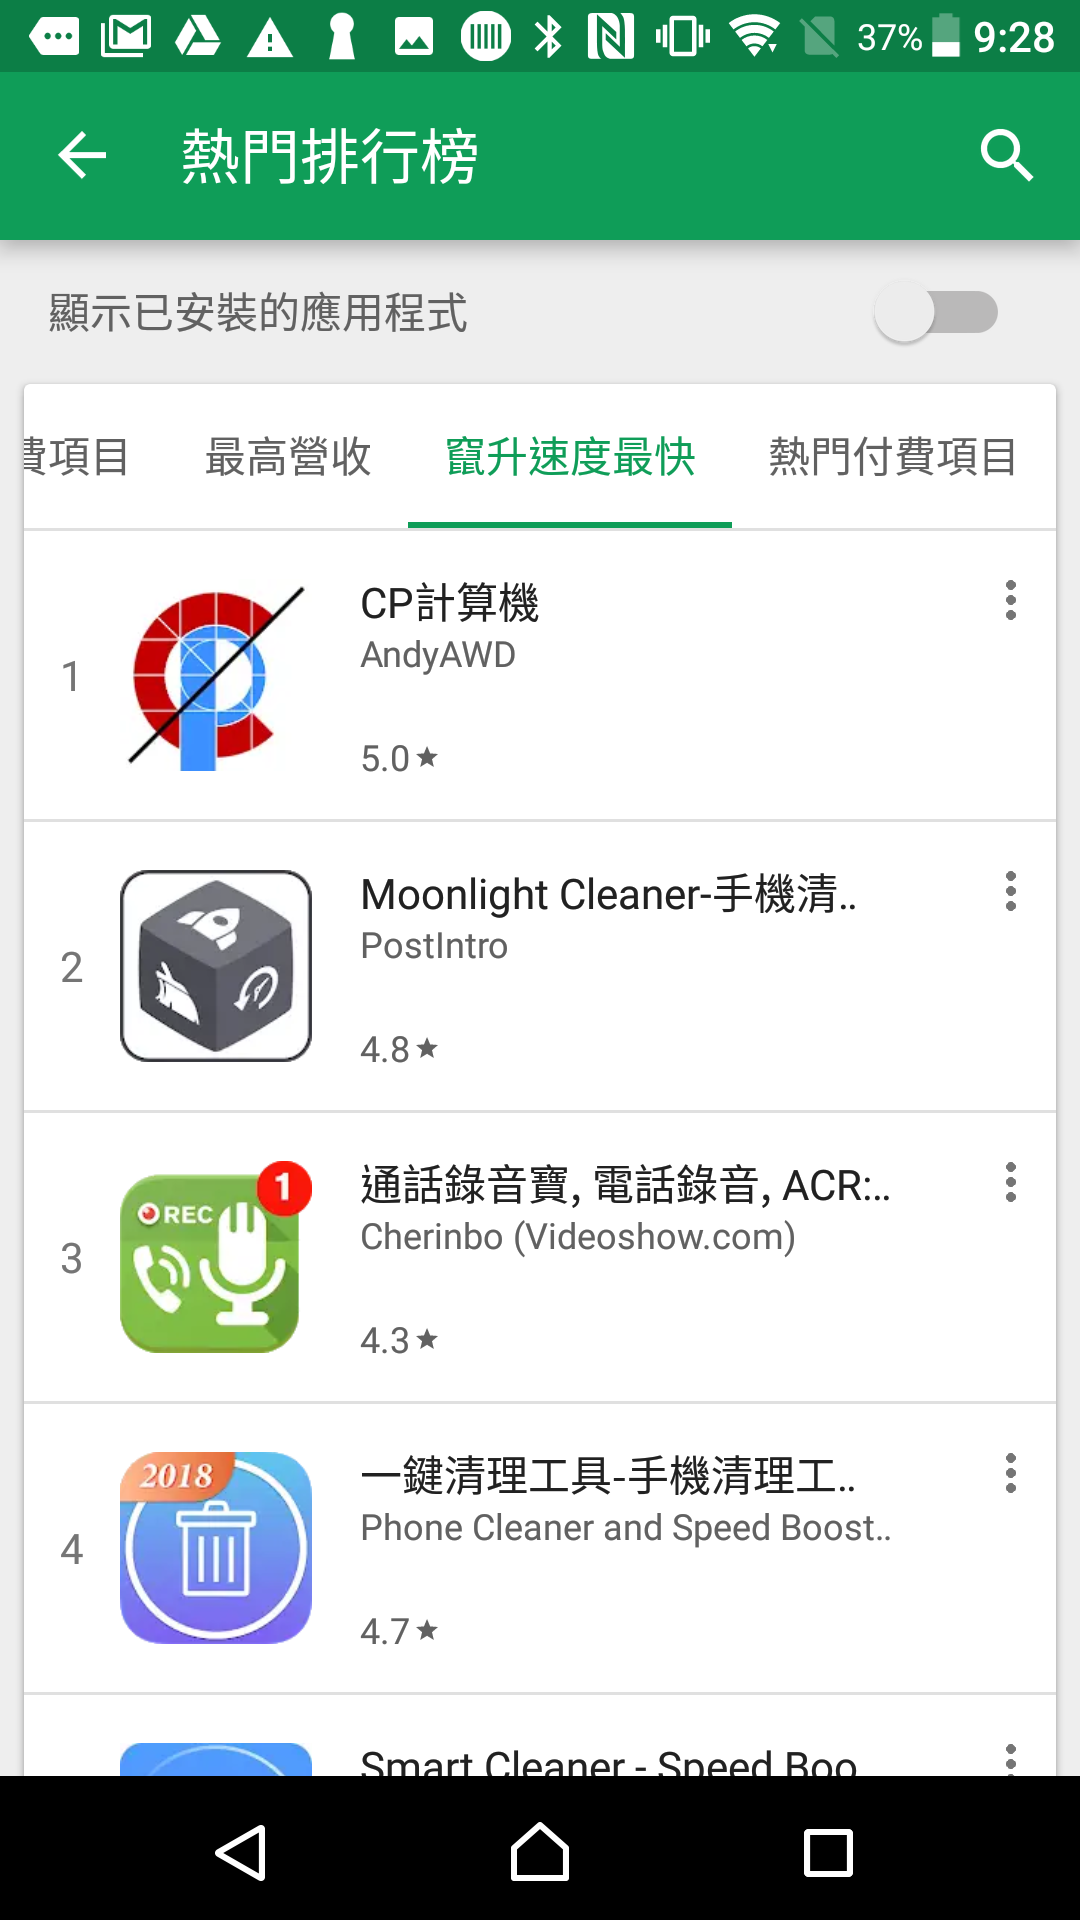 37% 9:28
熱門排行榜
顯示已安裝的應用程式
費項目 最高營收 竄升速度最快 熱門付費項目
1
CP計算機
AndyAWD
5.0
2
Moonlight Cleaner-手機清..
PostIntro
4.8
3
REC
1
通話錄音寶, 電話錄音, ACR:..
Cherinbo (Videoshow.com)
4.3
4
2018
一鍵清理工具-手機清理工..
Phone Cleaner and Speed Boost..
4.7
Smart Cleaner - Speed Boo